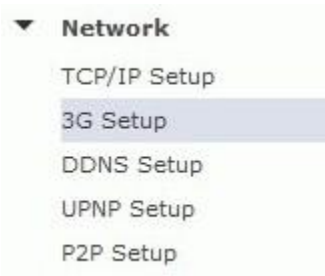 Network
TCP/IP Setup
3G Setup
DDNS Setup
UPNP Setup
P2P Setup